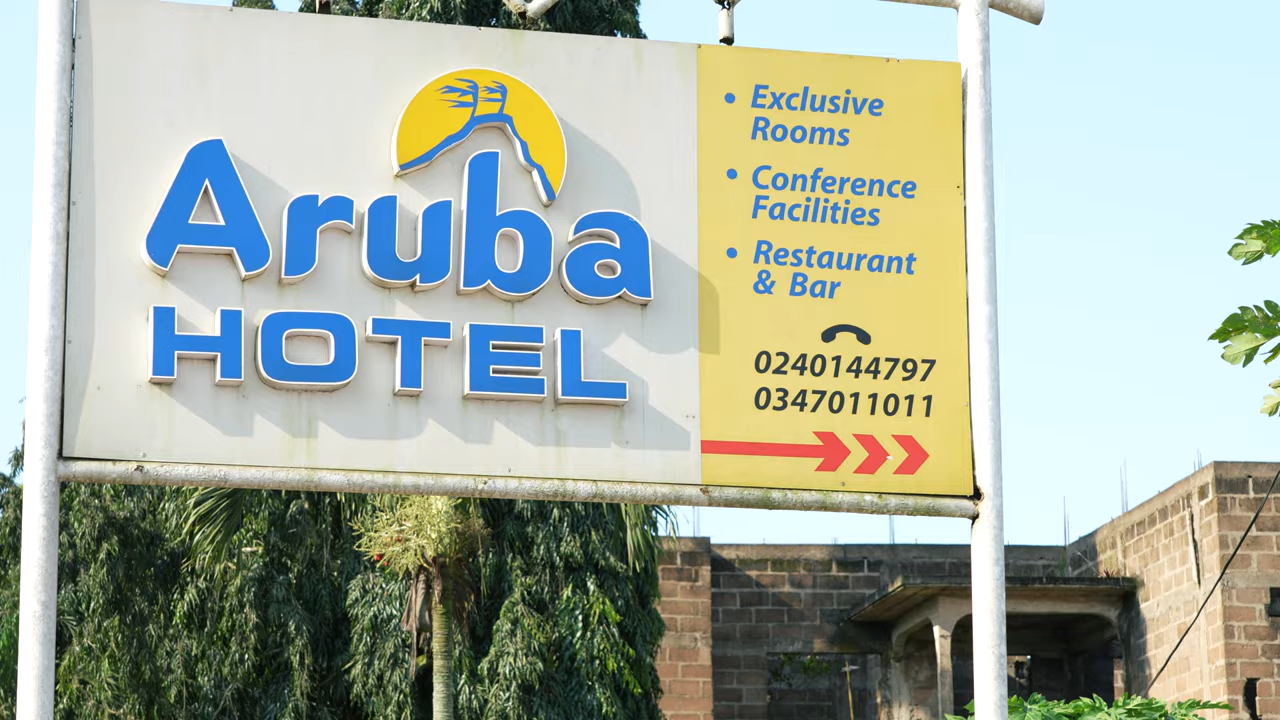 Aruba
HOTEL
• Exclusive
Rooms
• Conference
Facilities
• Restaurant
& Bar
0240144797
0347011011